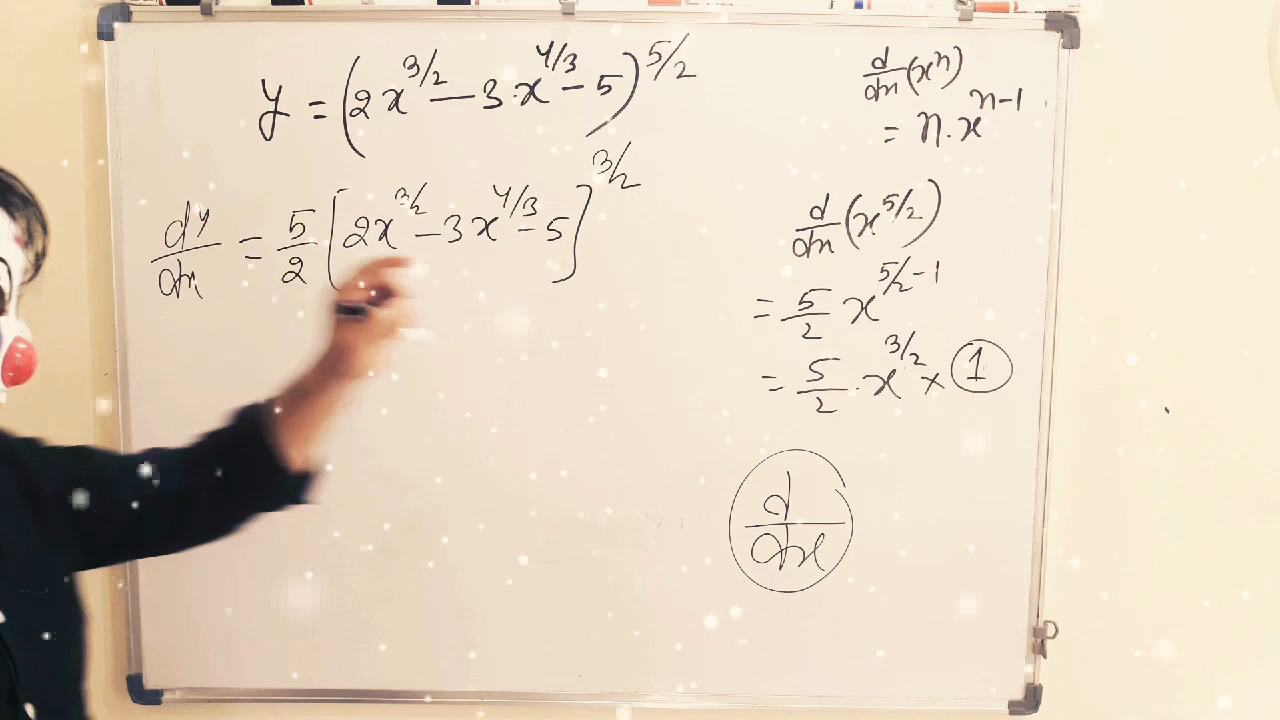 y = (2x^{3/2} - 3.x^{4/3} - 5)^{5/2}
dy/dx = 5/2 [2x^{3/2} - 3x^{4/3} - 5]^{3/2}
d/dx (x^n)
= n.x^{n-1}
d/dx (x^{5/2})
= 5/2 x^{5/2-1}
= 5/2 . x^{3/2} × 1
d/dx